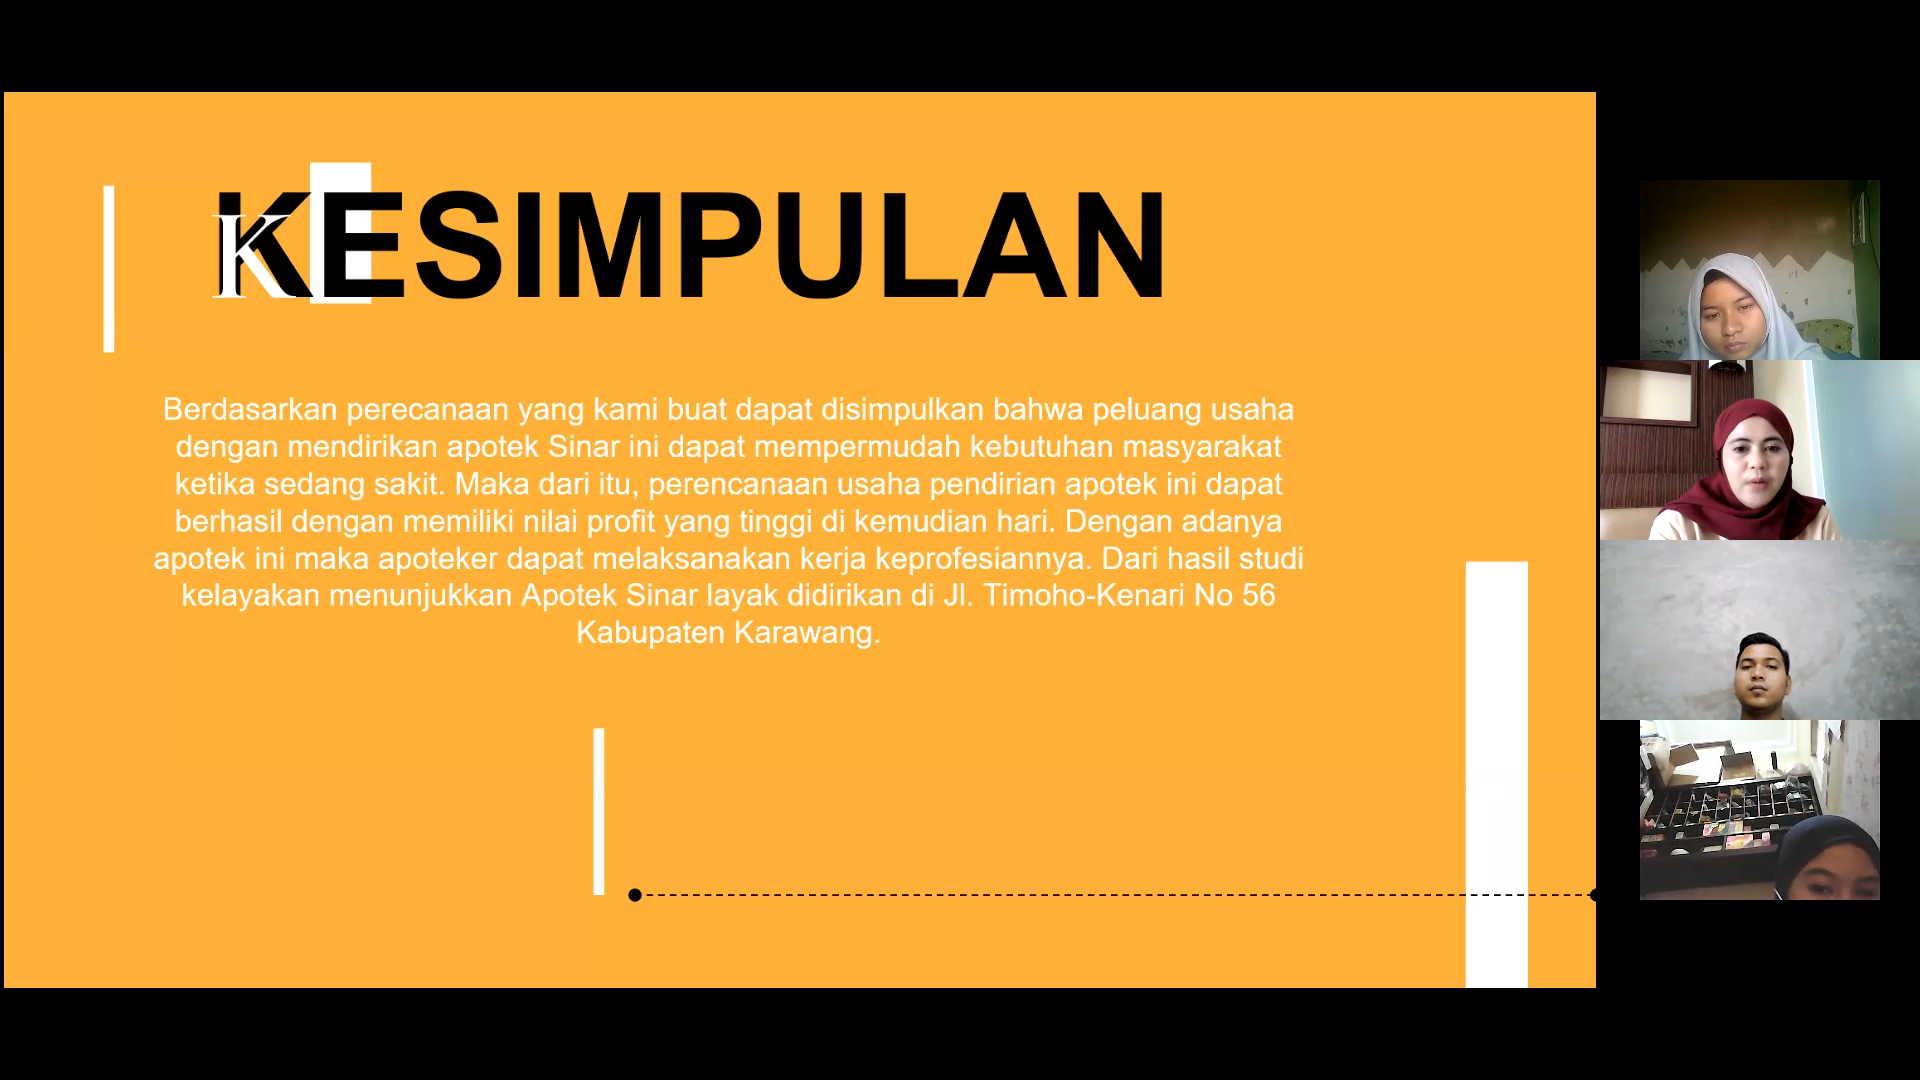 KESIMPULAN
Berdasarkan perecanaan yang kami buat dapat disimpulkan bahwa peluang usaha
dengan mendirikan apotek Sinar ini dapat mempermudah kebutuhan masyarakat
ketika sedang sakit. Maka dari itu, perencanaan usaha pendirian apotek ini dapat
berhasil dengan memiliki nilai profit yang tinggi di kemudian hari. Dengan adanya
apotek ini maka apoteker dapat melaksanakan kerja keprofesiannya. Dari hasil studi
kelayakan menunjukkan Apotek Sinar layak didirikan di Jl. Timoho-Kenari No 56
Kabupaten Karawang.